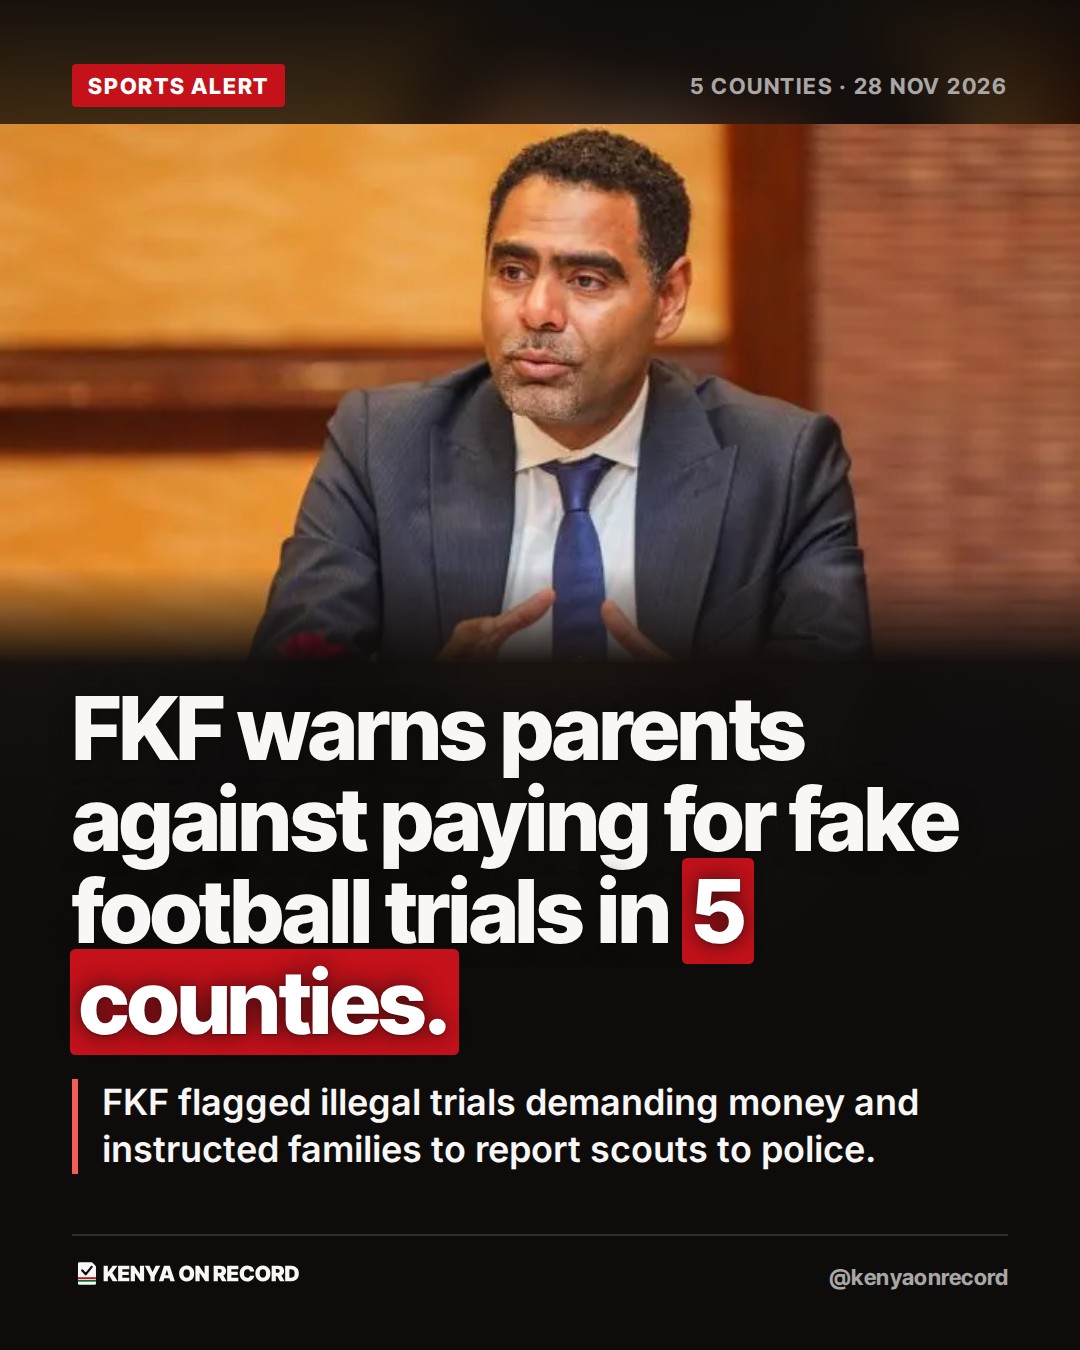 SPORTS ALERT
5 COUNTIES · 28 NOV 2026
FKF warns parents
against paying for fake
football trials in 5
counties.
FKF flagged illegal trials demanding money and
instructed families to report scouts to police.
KENYA ON RECORD
@kenyaonrecord